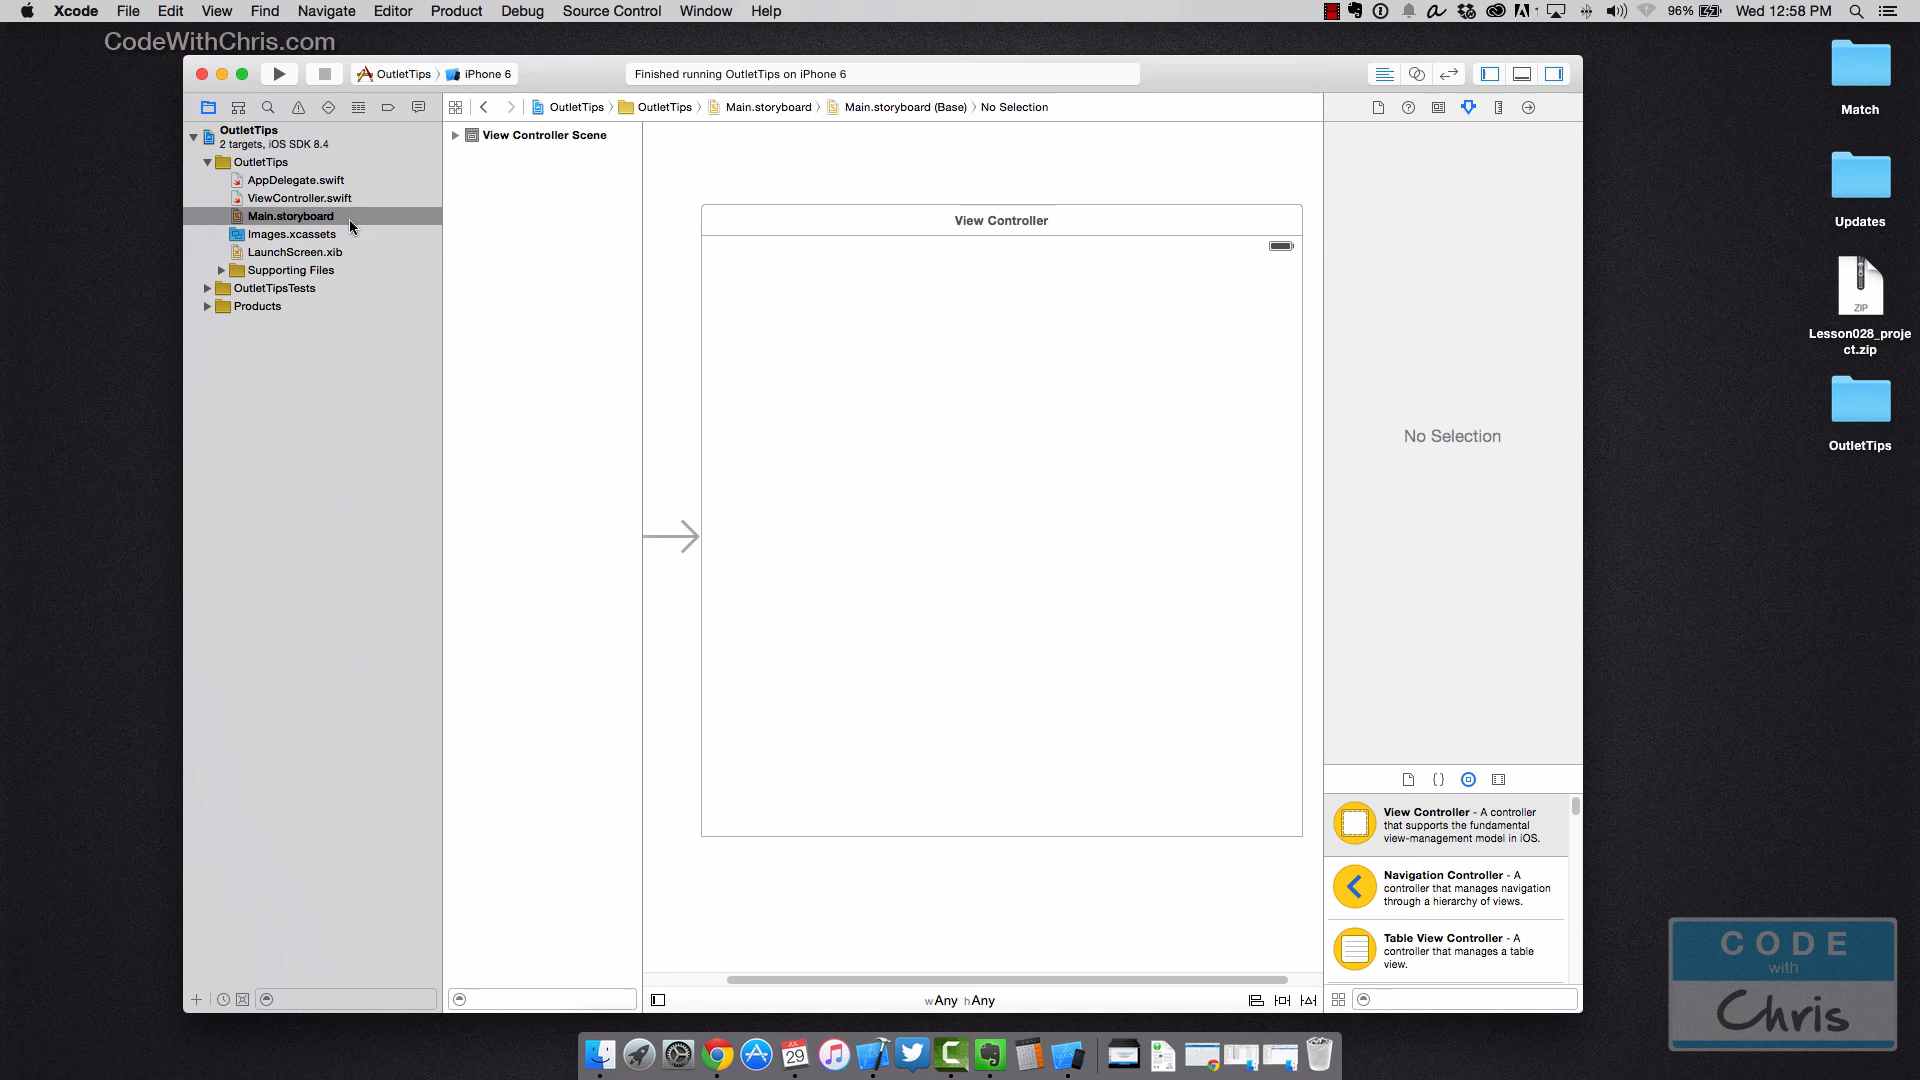 Xcode File Edit View Find Navigate Editor Product Debug Source Control Window Help
96% Wed 12:58 PM
CodeWithChris.com
OutletTips iPhone 6
Finished running OutletTips on iPhone 6
OutletTips OutletTips Main.storyboard Main.storyboard (Base) No Selection
OutletTips
2 targets, iOS SDK 8.4
OutletTips
AppDelegate.swift
ViewController.swift
Main.storyboard
Images.xcassets
LaunchScreen.xib
Supporting Files
OutletTipsTests
Products
View Controller Scene
View Controller
No Selection
View Controller - A controller
that supports the fundamental
view-management model in iOS.
Navigation Controller - A
controller that manages navigation
through a hierarchy of views.
Table View Controller - A
controller that manages a table
view.
wAny hAny
Match
Updates
ZIP
Lesson028_proje
ct.zip
OutletTips
CODE
with
Chris
JUL
29